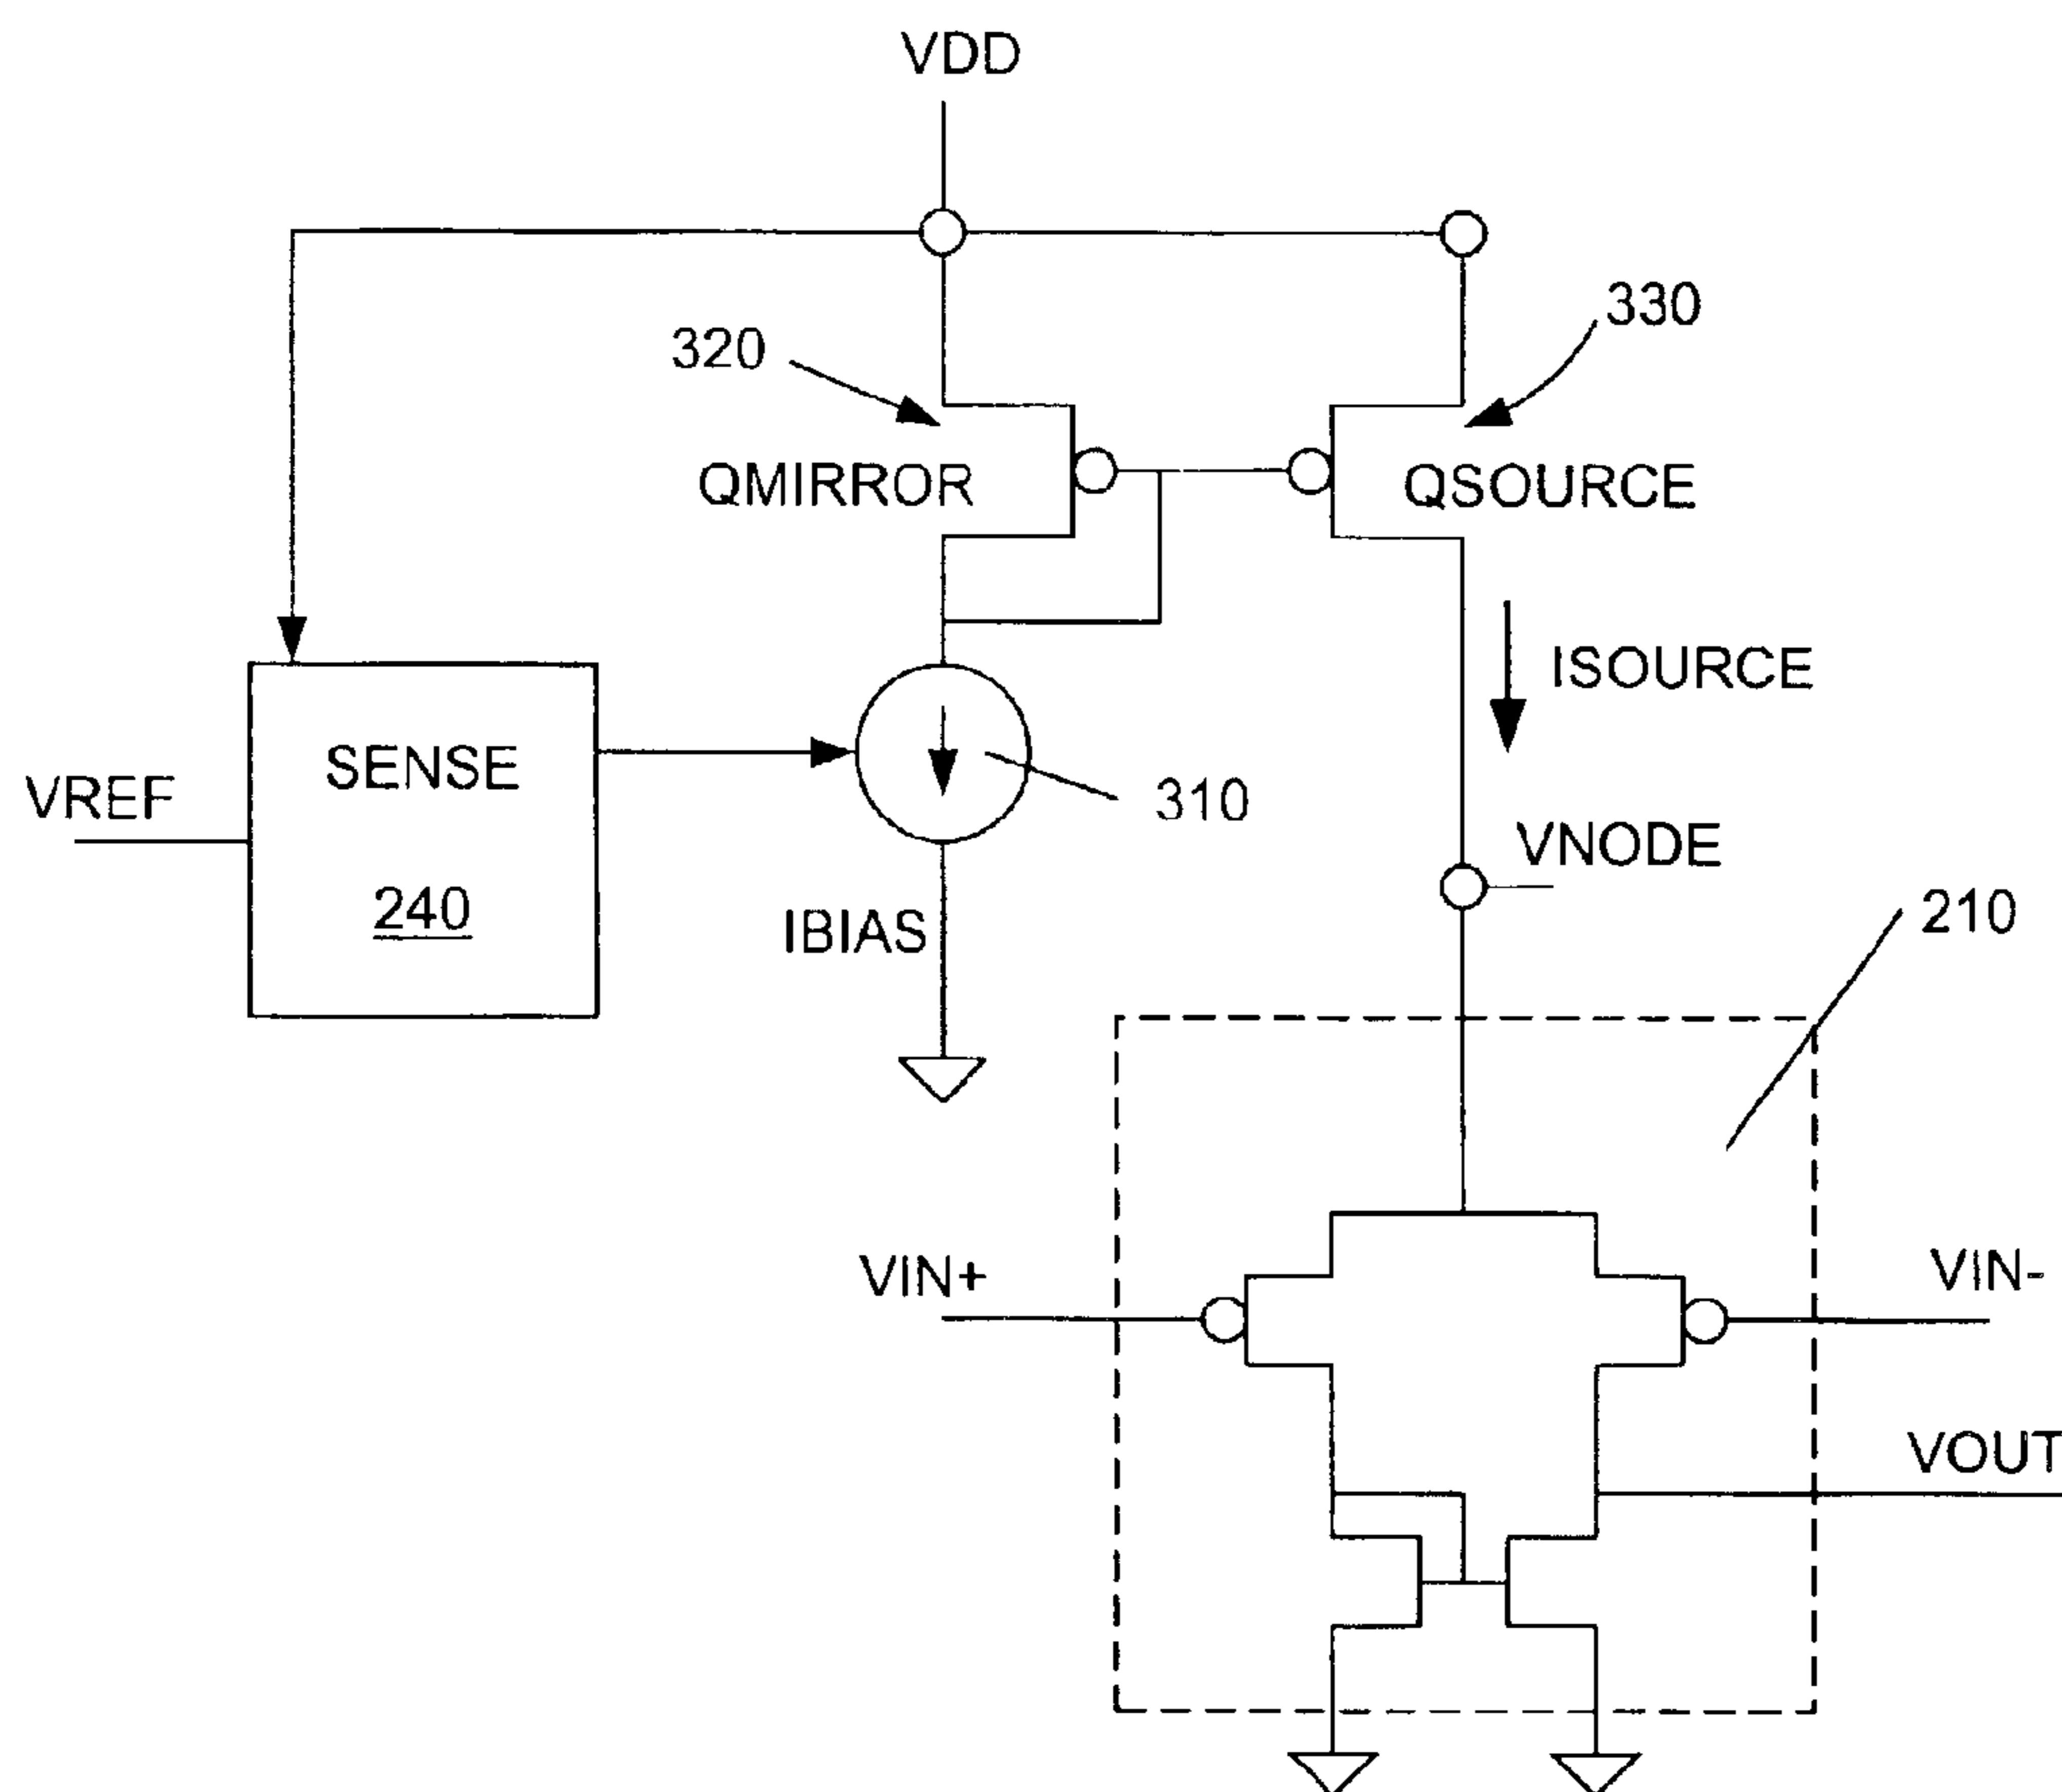 VDD
330
320
QMIRROR
QSOURCE
ISOURCE
SENSE
VREF
310
VNODE
240
IBIAS
210
VIN+
VIN-
VOUT